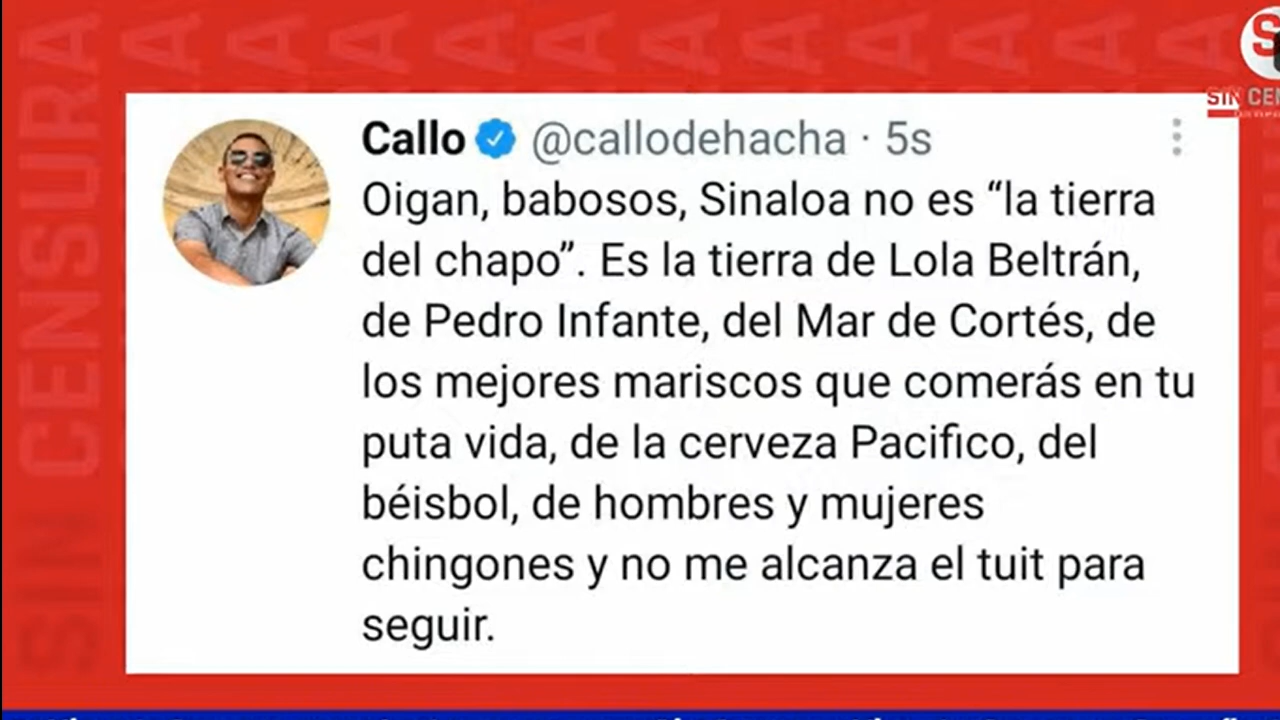 SIN CENSURA
Callo @callodehacha · 5s
Oigan, babosos, Sinaloa no es “la tierra
del chapo”. Es la tierra de Lola Beltrán,
de Pedro Infante, del Mar de Cortés, de
los mejores mariscos que comerás en tu
puta vida, de la cerveza Pacifico, del
béisbol, de hombres y mujeres
chingones y no me alcanza el tuit para
seguir.
S
SIN CEN